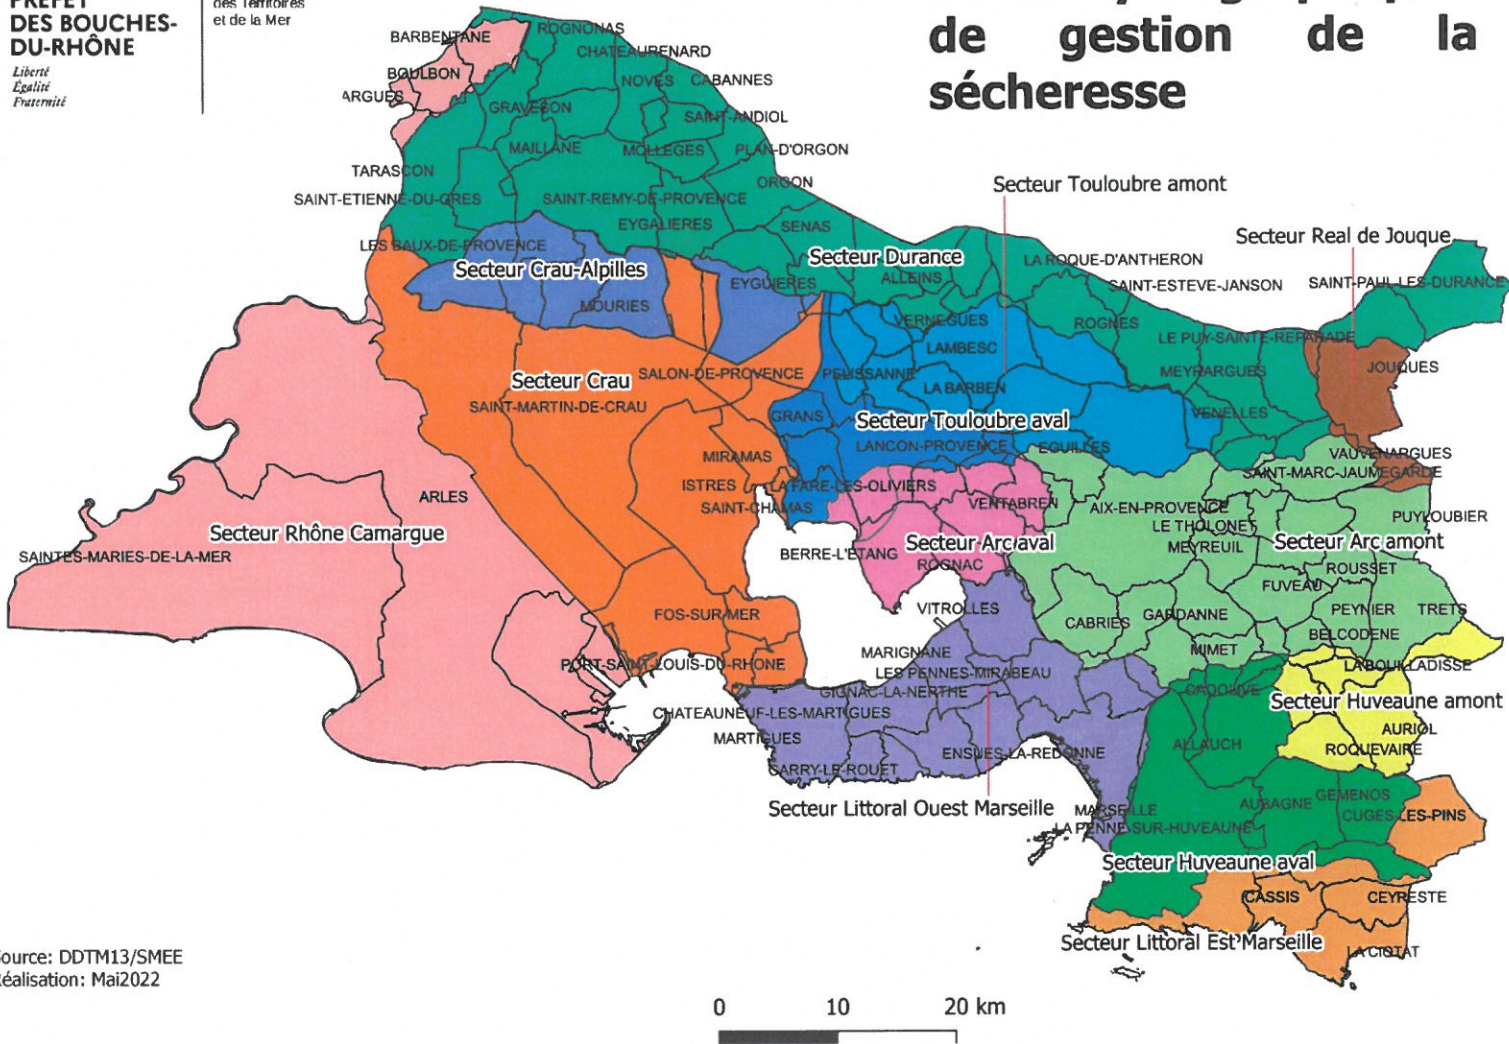 DES BOUCHES-
DU-RHÔNE
Liberté
Égalité
Fraternité
et de la Mer
de gestion de la
sécheresse
BARBENTANE
ROGNONAS
CHATEAURENARD
BOULBON
NOVES
CABANNES
ARGUES
GRAVESON
SAINT-ANDIOL
MAILLANE
MOLLEGES
PLAN-D'ORGON
TARASCON
ORGON
Secteur Touloubre amont
SAINT-ETIENNE-DU-GRES
SAINT-REMY-DE-PROVENCE
EYGALIERES
SENAS
Secteur Real de Jouque
LES BAUX-DE-PROVENCE
Secteur Durance
LA ROQUE-D'ANTHERON
Secteur Crau-Alpilles
EYGUIERES
ALLEINS
SAINT-ESTEVE-JANSON
SAINT-PAUL-LES-DURANCE
MOURIES
VERNEGUES
ROGNES
LE PUY-SAINTE-REPARADE
LAMBESC
Secteur Crau
SALON-DE-PROVENCE
PELISSANNE
MEYRARGUES
JOUQUES
LA BARBEN
SAINT-MARTIN-DE-CRAU
GRANS
Secteur Touloubre aval
VENELLES
LANCON-PROVENCE
EGUILLES
MIRAMAS
VAUVENARGUES
SAINT-MARC-JAUMEGARDE
ISTRES
LA FARE-LES-OLIVIERS
ARLES
SAINT-CHAMAS
VENTABREN
AIX-EN-PROVENCE
PUYLOUBIER
LE THOLONET
Secteur Rhône Camargue
Secteur Arc aval
MEYREUIL
Secteur Arc amont
SAINTES-MARIES-DE-LA-MER
BERRE-L'ETANG
ROGNAC
ROUSSET
FUVEAU
FOS-SUR-MER
VITROLLES
CABRIES
GARDANNE
PEYNIER
TRETS
BELCODENE
MARIGNANE
MIMET
PORT-SAINT-LOUIS-DU-RHONE
LES PENNES-MIRABEAU
LA BOUILLADISSE
GIGNAC-LA-NERTHE
CADOLIVE
Secteur Huveaune amont
CHATEAUNEUF-LES-MARTIGUES
MARTIGUES
ALLAUCH
AURIOL
ENSUES-LA-REDONNE
ROQUEVAIRE
CARRY-LE-ROUET
Secteur Littoral Ouest Marseille
MARSEILLE
AUBAGNE
GEMENOS
LA PENNE-SUR-HUVEAUNE
CUGES-LES-PINS
Secteur Huveaune aval
CASSIS
CEYRESTE
Secteur Littoral Est Marseille
LA CIOTAT
Source: DDTM13/SMEE
Réalisation: Mai2022
0 10 20 km